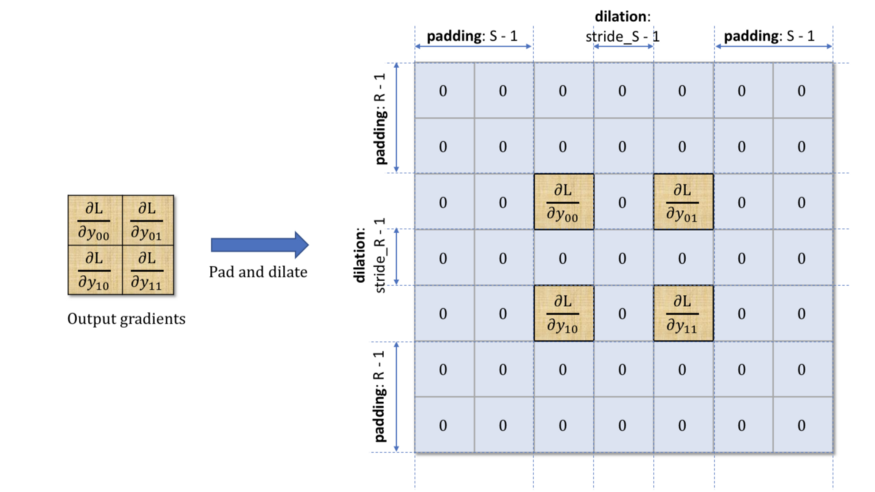 dilation:
padding: S - 1
stride_S - 1
padding: S - 1
padding: R - 1
0 0 0 0 0 0 0
0 0 0 0 0 0 0
0 0 ∂L/∂y₀₀ 0 ∂L/∂y₀₁ 0 0
dilation:
stride_R - 1
0 0 0 0 0 0 0
0 0 ∂L/∂y₁₀ 0 ∂L/∂y₁₁ 0 0
padding: R - 1
0 0 0 0 0 0 0
0 0 0 0 0 0 0
∂L/∂y₀₀ ∂L/∂y₀₁
∂L/∂y₁₀ ∂L/∂y₁₁
Output gradients
Pad and dilate